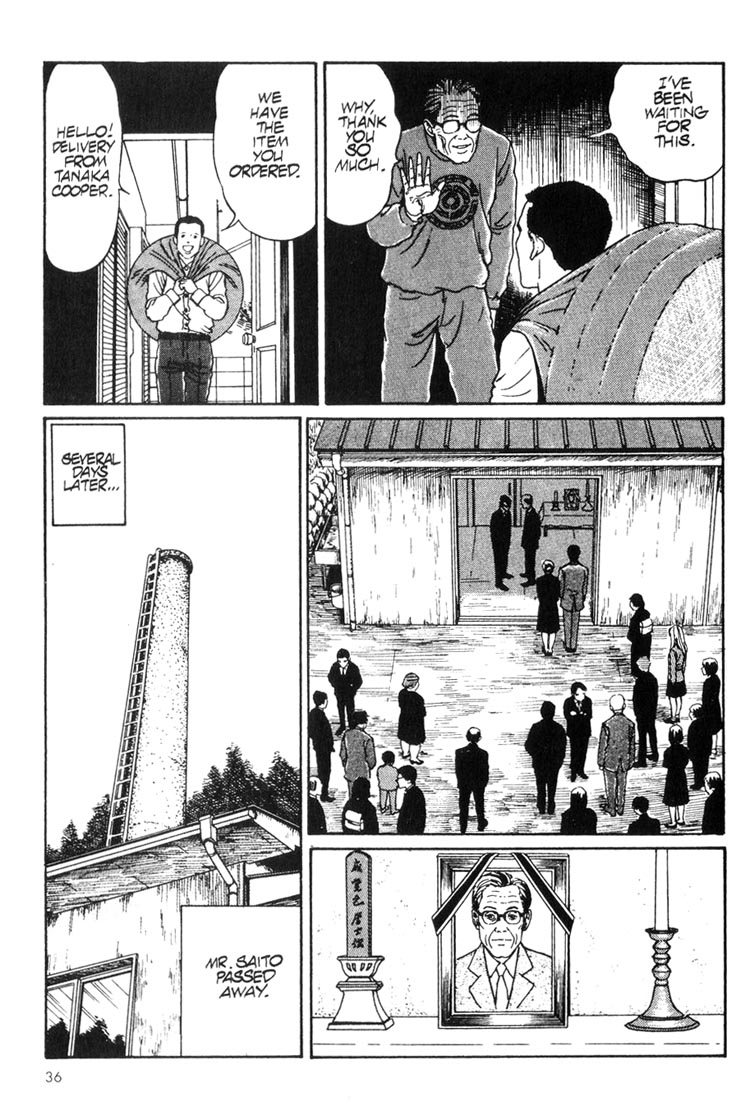 HELLO!
DELIVERY
FROM
TANAKA
COOPER.
WE
HAVE
THE
ITEM
YOU
ORDERED.
WHY,
THANK
YOU
SO
MUCH.
I'VE
BEEN
WAITING
FOR
THIS.
SEVERAL
DAYS
LATER...
MR. SAITO
PASSED
AWAY.
36